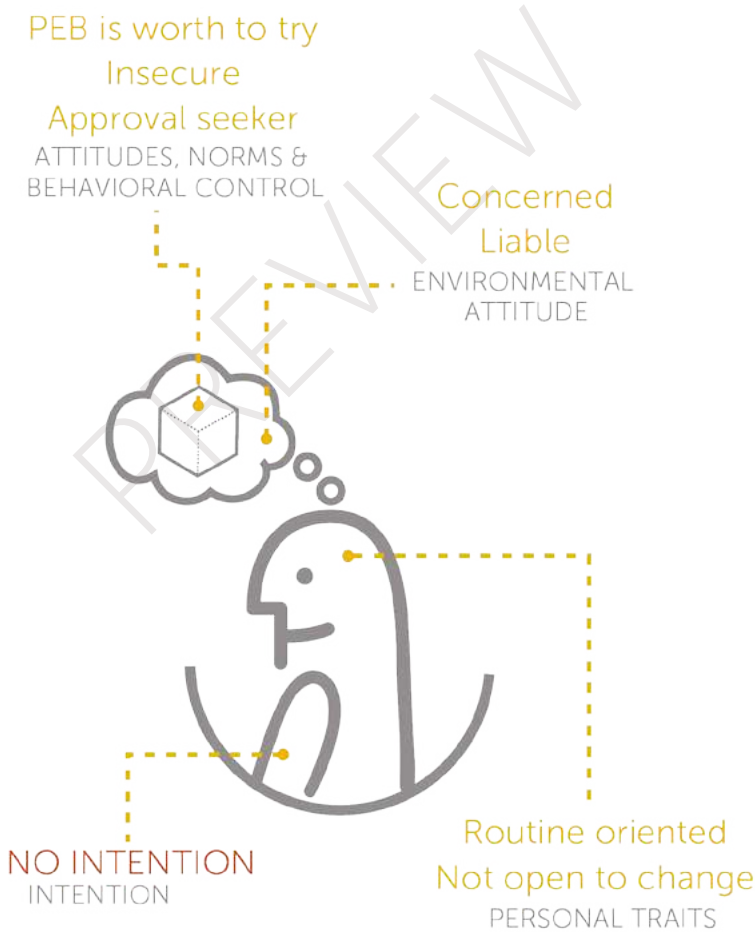 PEB is worth to try
Insecure
Approval seeker
ATTITUDES, NORMS &
BEHAVIORAL CONTROL
Concerned
Liable
ENVIRONMENTAL
ATTITUDE
PREVIEW
NO INTENTION
INTENTION
Routine oriented
Not open to change
PERSONAL TRAITS